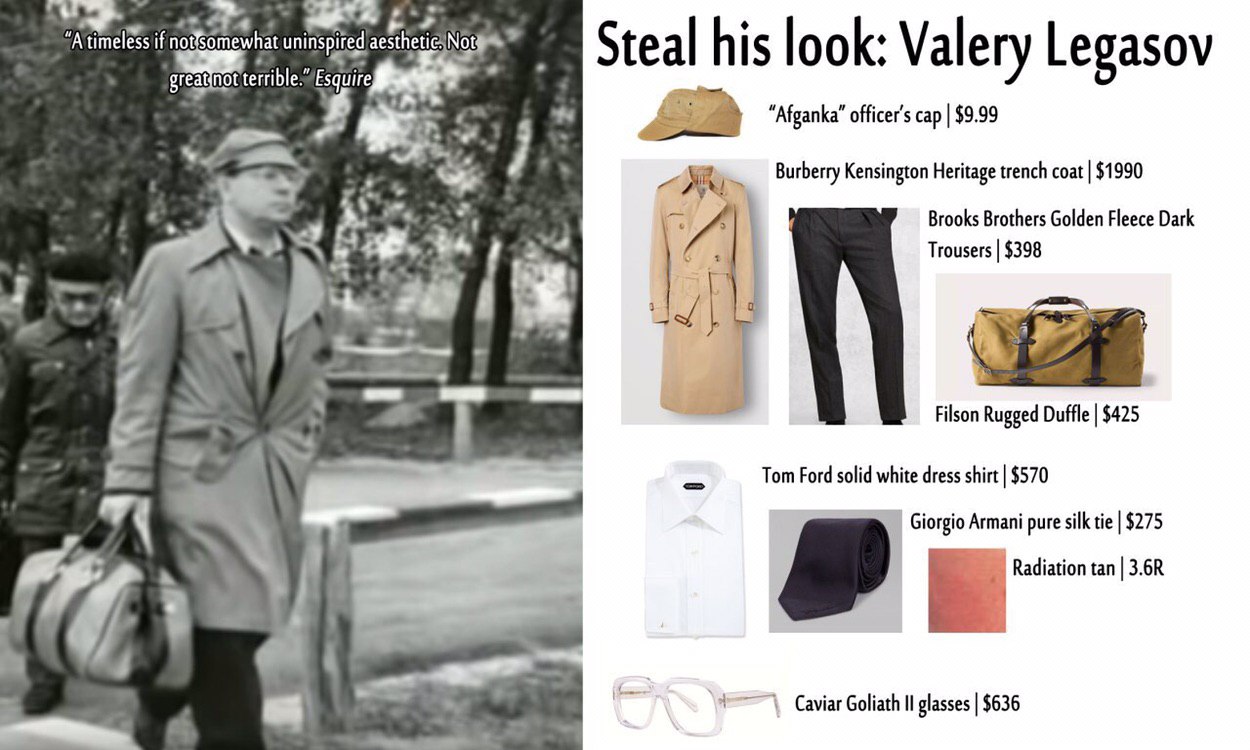 “A timeless if not somewhat uninspired aesthetic. Not
great not terrible.” Esquire
Steal his look: Valery Legasov
“Afganka” officer’s cap | $9.99
Burberry Kensington Heritage trench coat | $1990
Brooks Brothers Golden Fleece Dark
Trousers | $398
Filson Rugged Duffle | $425
Tom Ford solid white dress shirt | $570
TOM FORD
Giorgio Armani pure silk tie | $275
Radiation tan | 3.6R
Caviar Goliath II glasses | $636